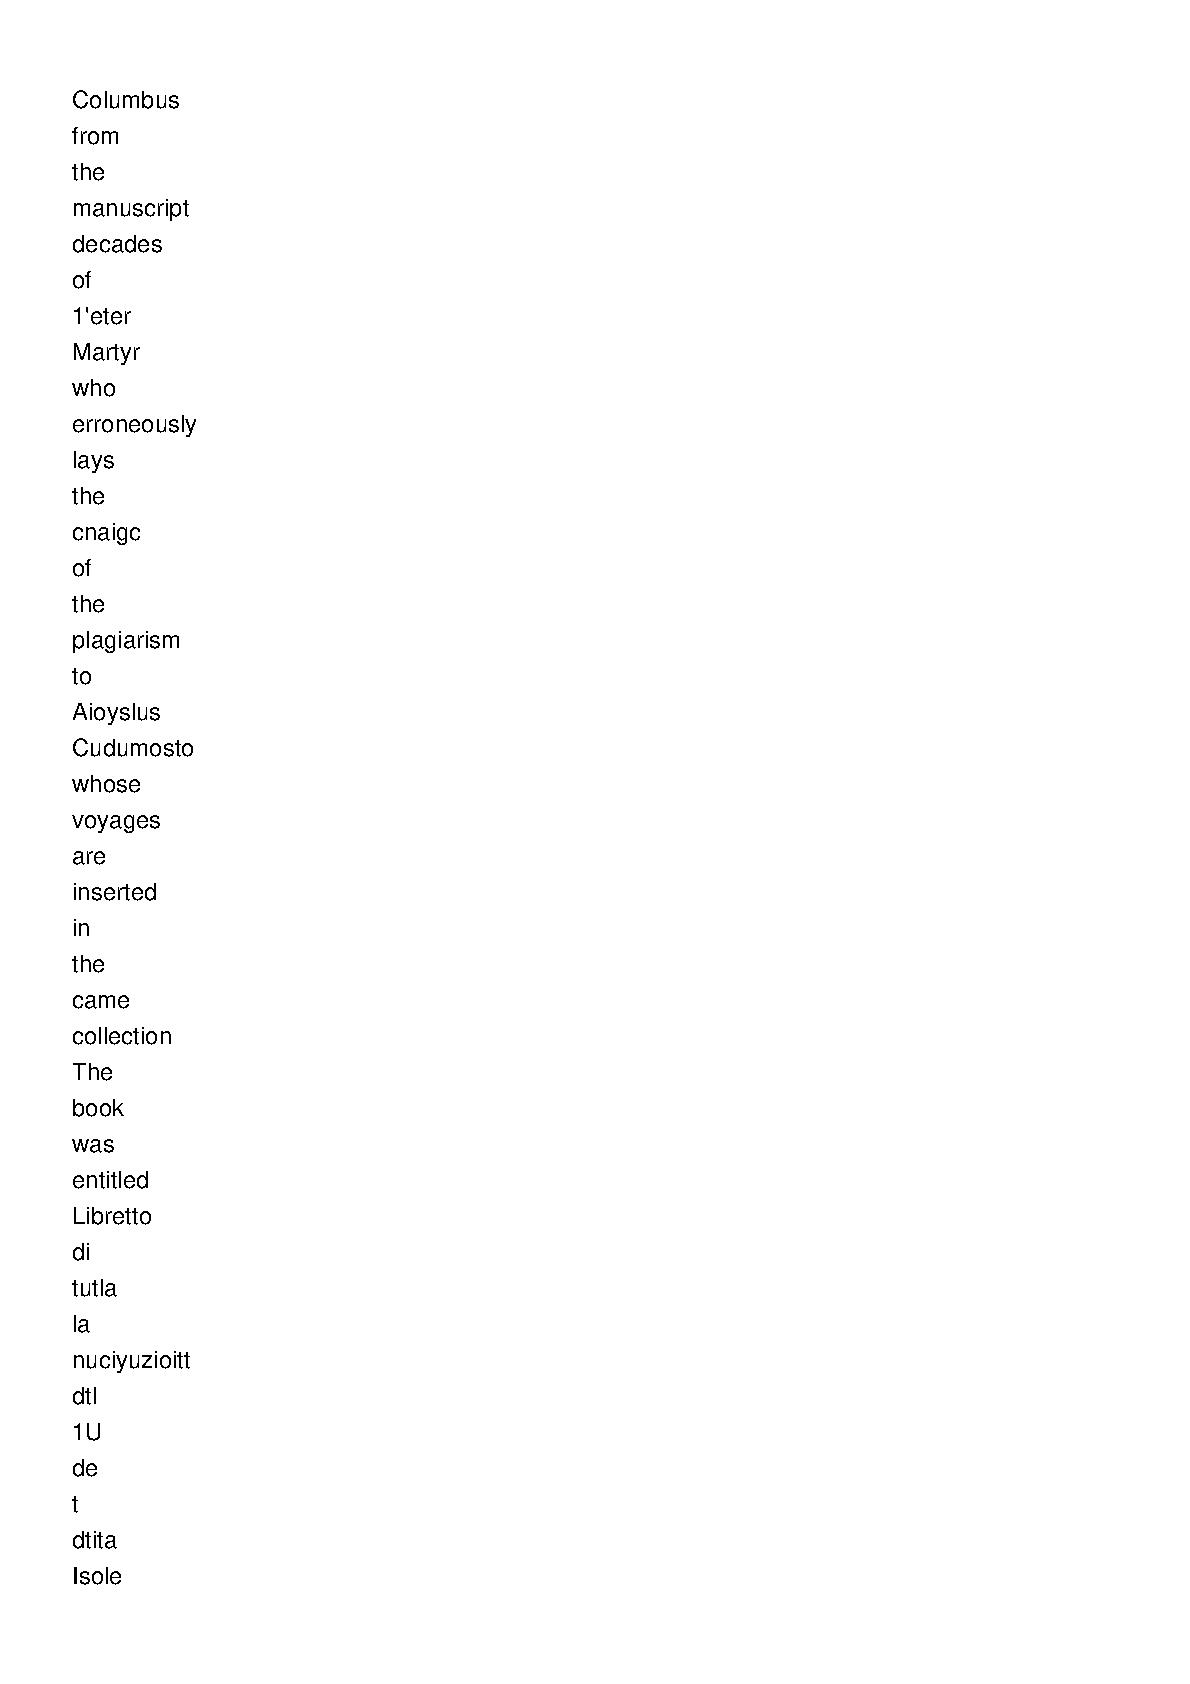 Columbus
from
the
manuscript
decades
of
1'eter
Martyr
who
erroneously
lays
the
cnaigc
of
the
plagiarism
to
Aioyslus
Cudumosto
whose
voyages
are
inserted
in
the
came
collection
The
book
was
entitled
Libretto
di
tutla
la
nuciyuzioitt
dtl
1U
de
t
dtita
Isole